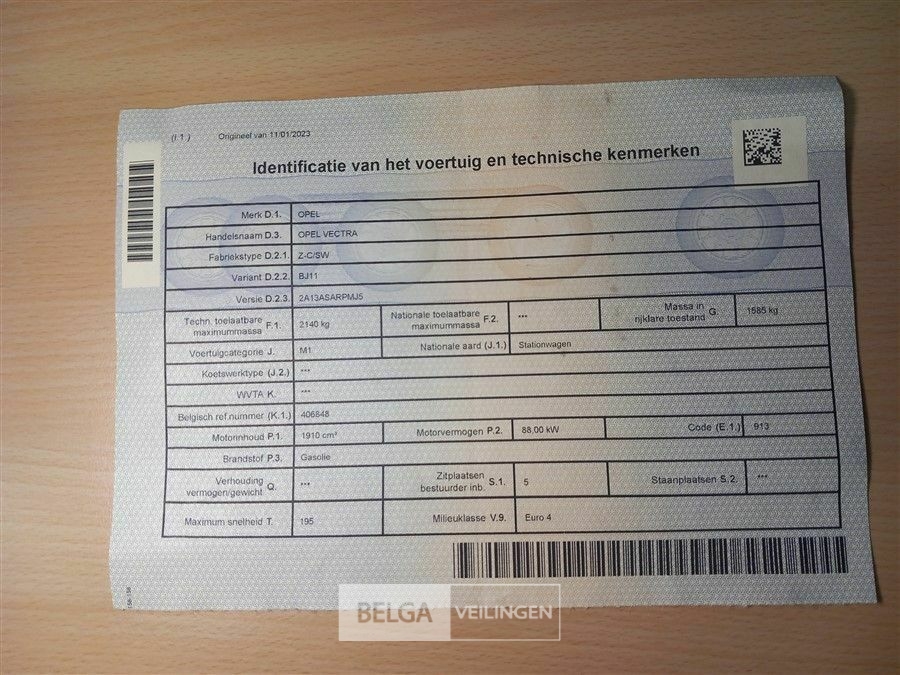 (I.1) Origineel van 11/01/2023
Identificatie van het voertuig en technische kenmerken
Merk D.1. OPEL
Handelsnaam D.3. OPEL VECTRA
Fabriekstype D.2.1. Z-C/SW
Variant D.2.2. BJ11
Versie D.2.3. 2A13ASARPMJ5
Techn. toelaatbare maximummassa F.1. 2140 kg Nationale toelaatbare maximummassa F.2. *** Massa in rijklare toestand G 1585 kg
Voertuigcategorie J. M1 Nationale aard (J.1.) Stationwagen
Koetswerktype (J.2.) ***
WVTA K. ***
Belgisch ref.nummer (K.1.) 406848
Motorinhoud P.1. 1910 cm³ Motorvermogen P.2. 88,00 kW Code (E.1.) 913
Brandstof P.3. Gasolie
Verhouding vermogen/gewicht Q. *** Zitplaatsen bestuurder inb. S.1. 5 Staanplaatsen S.2. ***
Maximum snelheid T. 195 Milieuklasse V.9. Euro 4
BELGA VEILINGEN